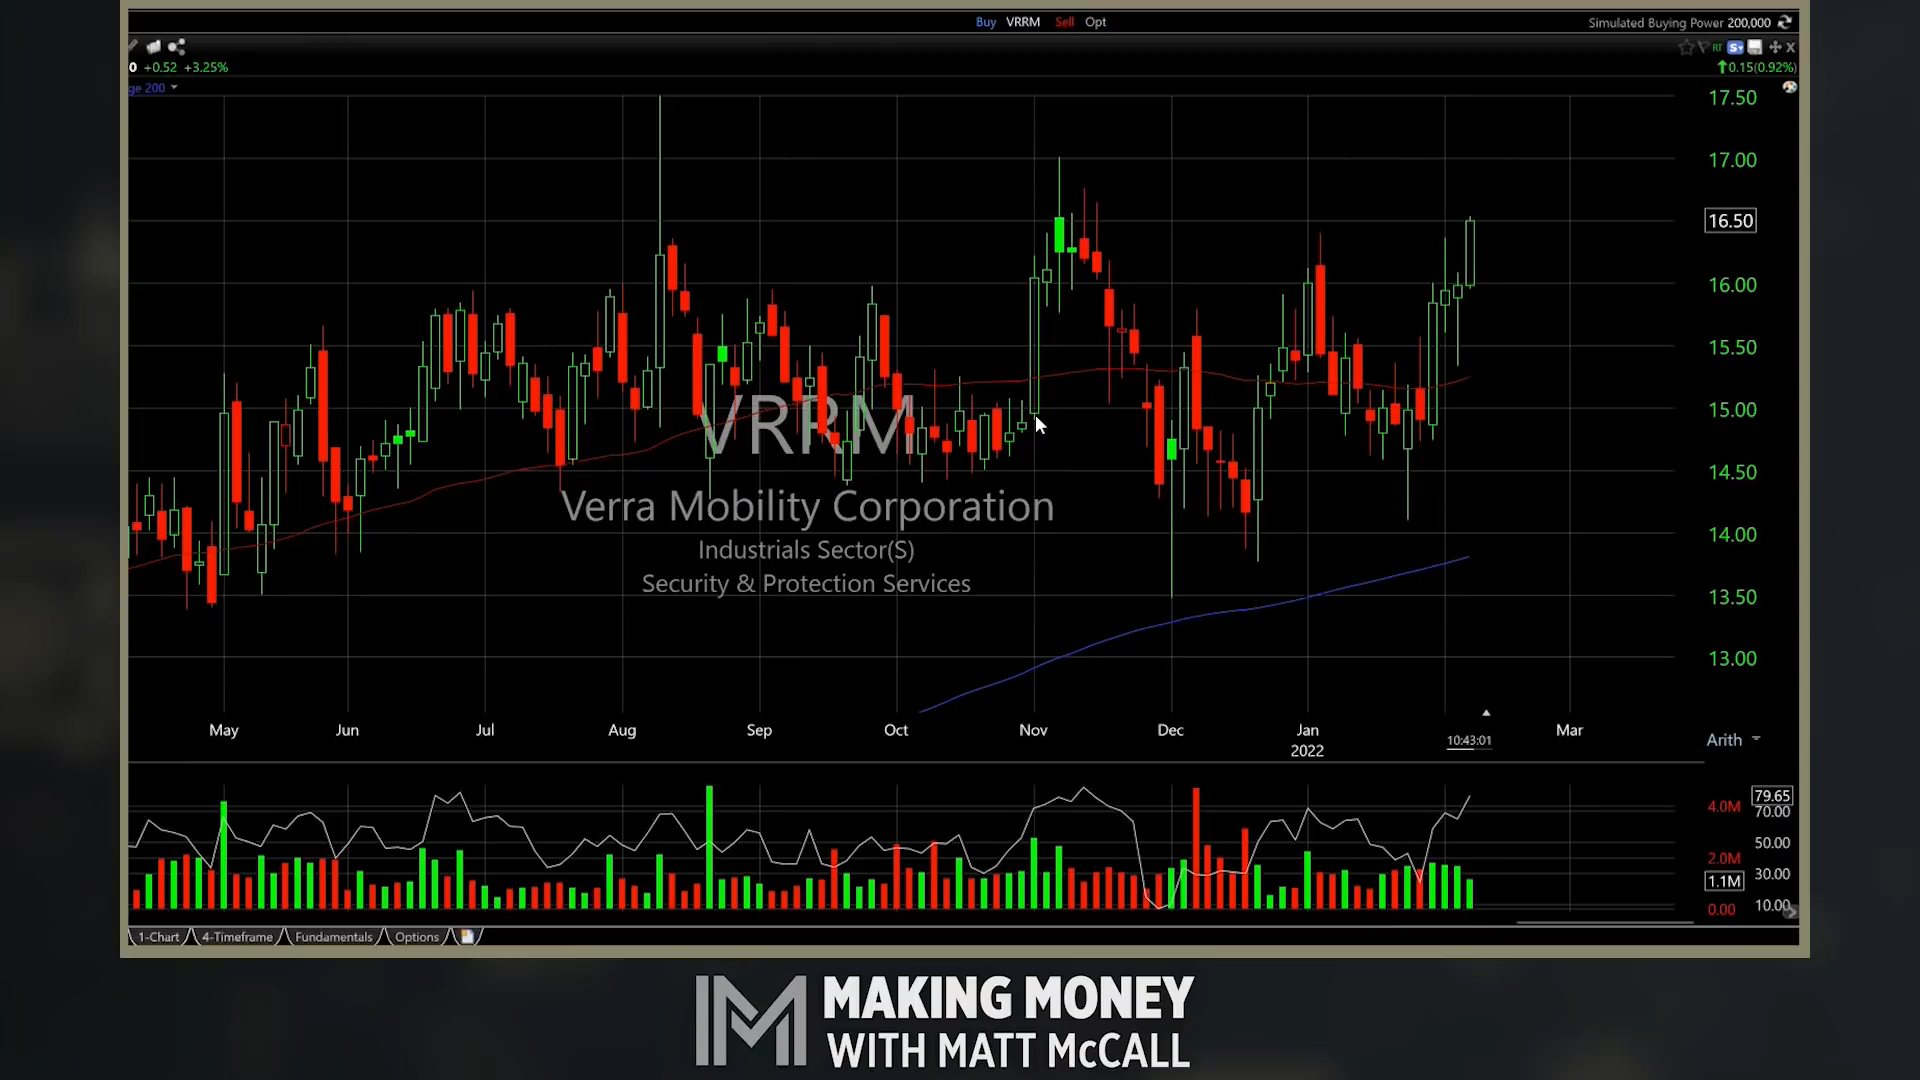 Buy VRRM Sell Opt
Simulated Buying Power 200,000
RT S
0 +0.52 +3.25%
0.15(0.92%)
ge 200
17.50
17.00
16.50
16.00
15.50
15.00
14.50
14.00
13.50
13.00
VRRM
Verra Mobility Corporation
Industrials Sector(S)
Security & Protection Services
May Jun Jul Aug Sep Oct Nov Dec Jan Mar
2022
10:43:01
Arith
79.65
4.0M 70.00
50.00
2.0M
30.00
1.1M
0.00 10.00
1-Chart 4-Timeframe Fundamentals Options
M MAKING MONEY
WITH MATT McCALL